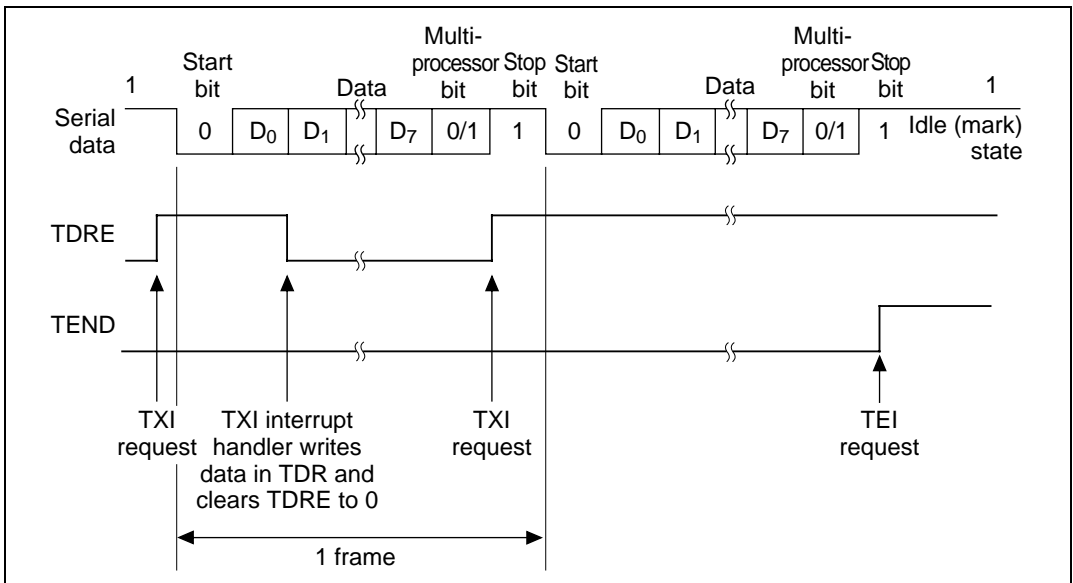 Multi-
processor
bit
Start
bit
Stop
bit
Start
bit
Multi-
processor
bit
Stop
bit
1
Data
Data
1
Serial
data
0
D0
D1
D7
0/1
1
0
D0
D1
D7
0/1
1
Idle (mark)
state
TDRE
TEND
TXI
request
TXI interrupt
handler writes
data in TDR and
clears TDRE to 0
TXI
request
TEI
request
1 frame